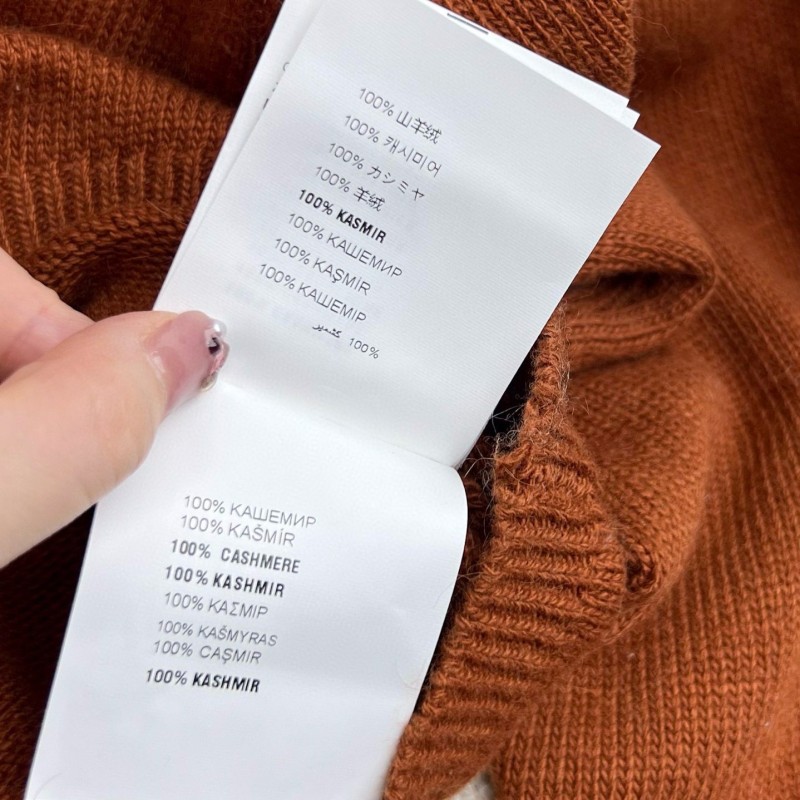 100% 山羊绒
100% 캐시미어
100% カシミヤ
100% 羊绒
100% KASMIR
100% КАШЕМИР
100% KAŞMİR
100% КАШЕМІР
كشمير 100%
100% КАШЕМИР
100% KAŠMÍR
100% CASHMERE
100% KASHMIR
100% ΚΑΣΜΙΡ
100% KAŠMYRAS
100% CAŞMIR
100% KASHMIR